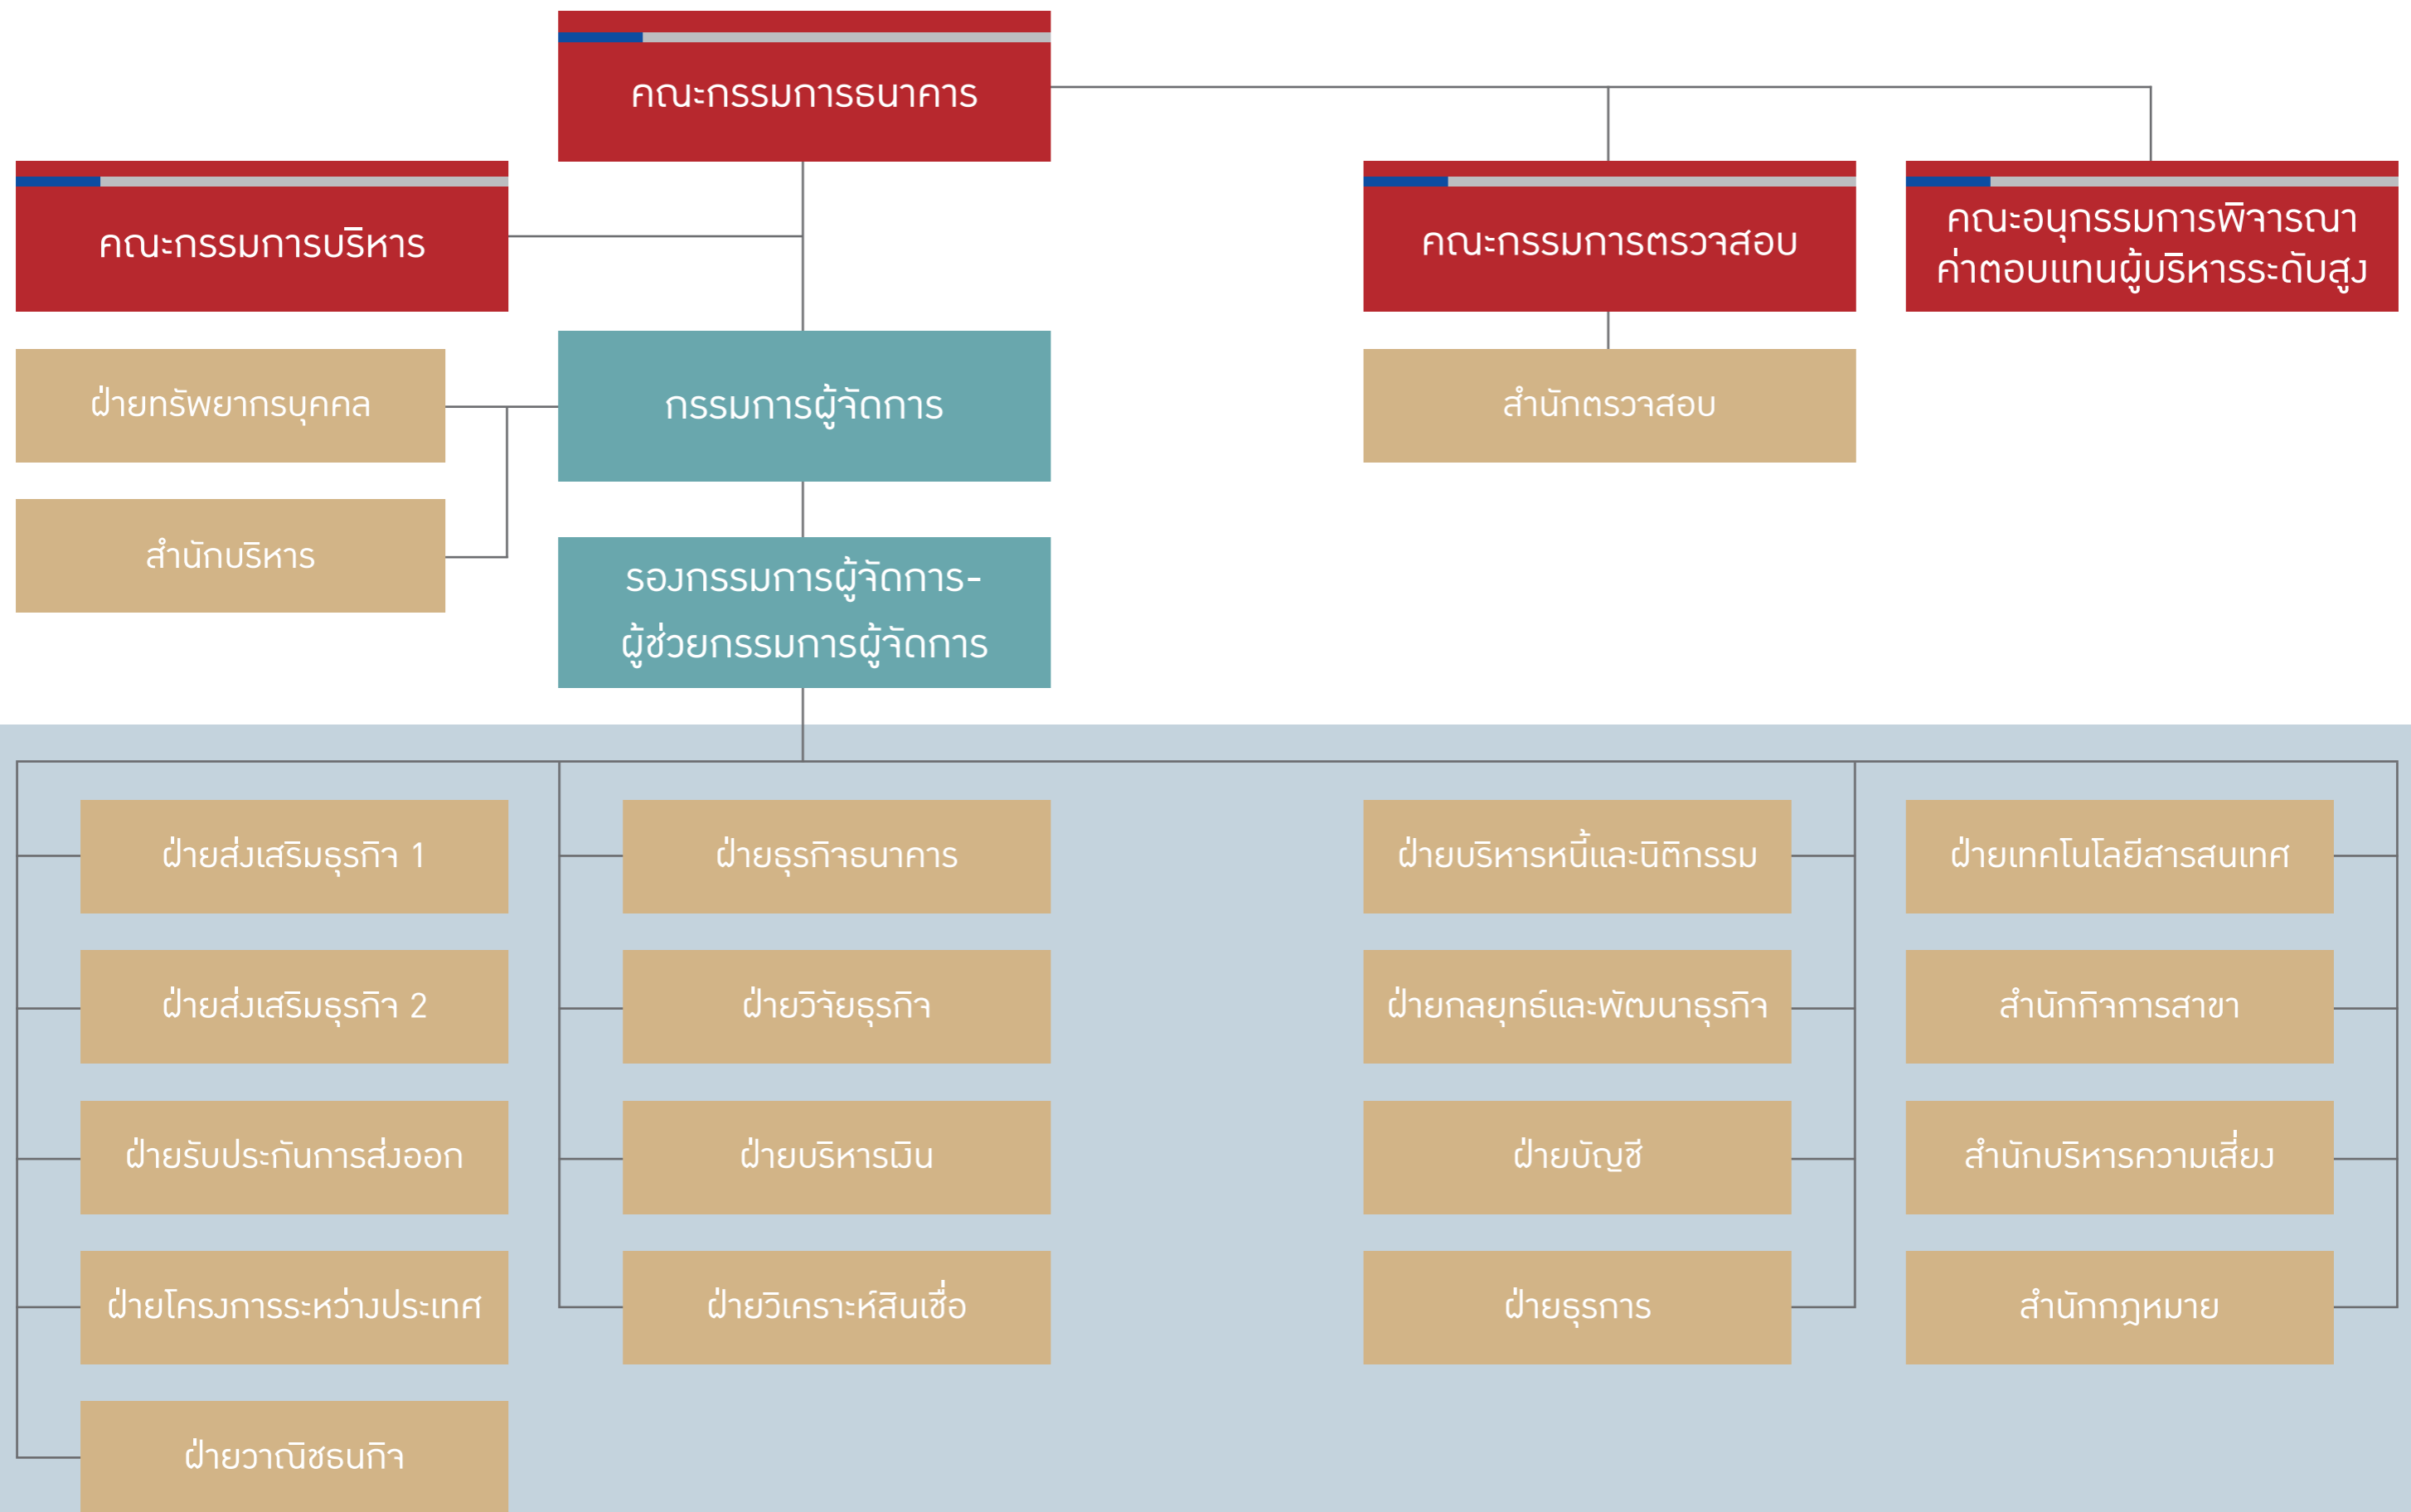 คณะกรรมการธนาคาร
คณะกรรมการบริหาร
คณะกรรมการตรวจสอบ
คณะอนุกรรมการพิจารณา
ค่าตอบแทนผู้บริหารระดับสูง
ฝ่ายทรัพยากรบุคคล
กรรมการผู้จัดการ
สำนักตรวจสอบ
สำนักบริหาร
รองกรรมการผู้จัดการ-
ผู้ช่วยกรรมการผู้จัดการ
ฝ่ายส่งเสริมธุรกิจ 1
ฝ่ายธุรกิจธนาคาร
ฝ่ายบริหารหนี้และนิติกรรม
ฝ่ายเทคโนโลยีสารสนเทศ
ฝ่ายส่งเสริมธุรกิจ 2
ฝ่ายวิจัยธุรกิจ
ฝ่ายกลยุทธ์และพัฒนาธุรกิจ
สำนักกิจการสาขา
ฝ่ายรับประกันการส่งออก
ฝ่ายบริหารเงิน
ฝ่ายบัญชี
สำนักบริหารความเสี่ยง
ฝ่ายโครงการระหว่างประเทศ
ฝ่ายวิเคราะห์สินเชื่อ
ฝ่ายธุรการ
สำนักกฎหมาย
ฝ่ายวาณิชธนกิจ